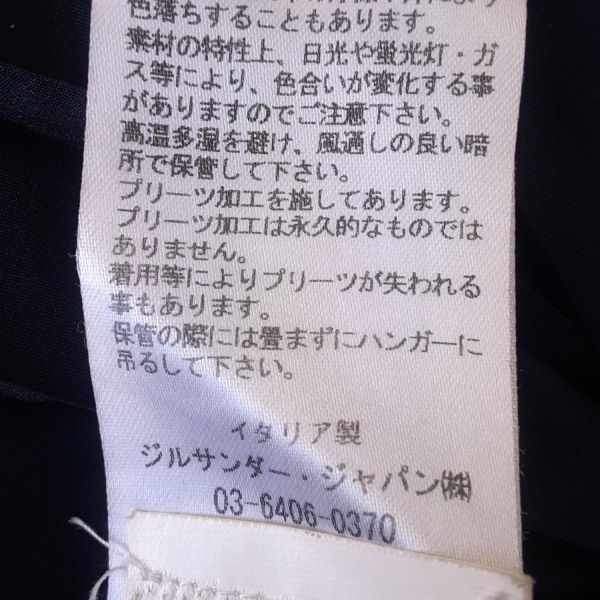 色落ちすることもあります。
素材の特性上、日光や蛍光灯・ガ
ス等により、色合いが変化する事
がありますのでご注意下さい。
高温多湿を避け、風通しの良い暗
所で保管して下さい。
プリーツ加工を施してあります。
プリーツ加工は永久的なものでは
ありません。
着用等によりプリーツが失われる
事もあります。
保管の際には畳まずにハンガーに
吊るして下さい。
イタリア製
ジルサンダー・ジャパン㈱
03-6406-0370